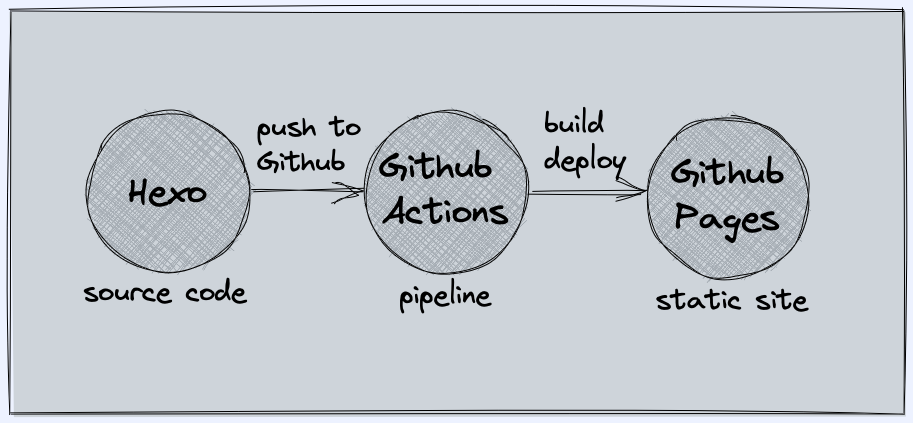 Hexo
source code
push to
Github
Github
Actions
pipeline
build
deploy
Github
Pages
static site